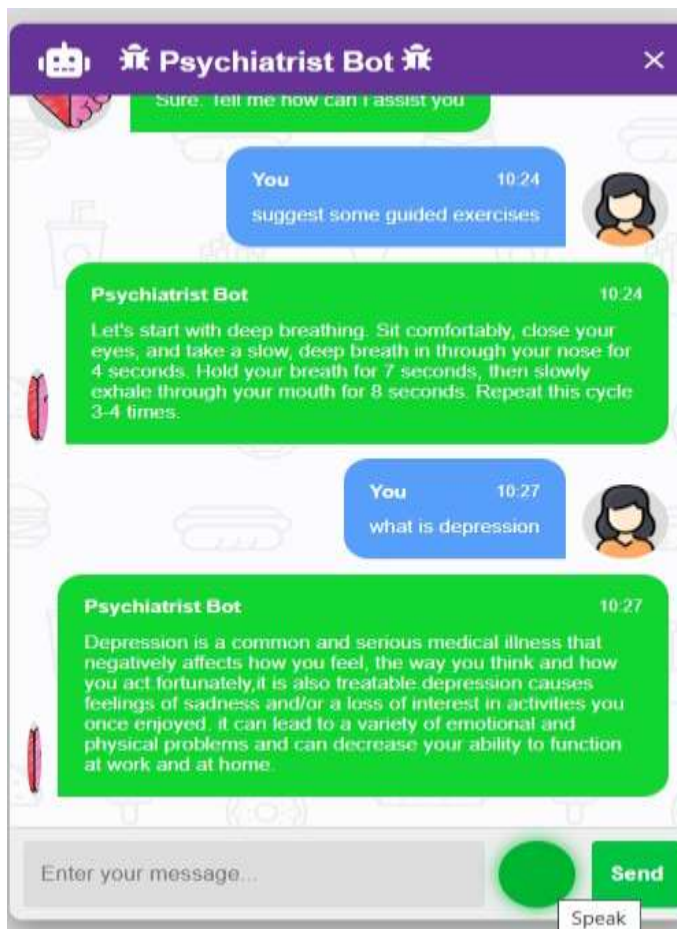 Psychiatrist Bot
Sure. Tell me how can I assist you
You 10:24
suggest some guided exercises
Psychiatrist Bot 10:24
Let's start with deep breathing. Sit comfortably, close your
eyes, and take a slow, deep breath in through your nose for
4 seconds. Hold your breath for 7 seconds, then slowly
exhale through your mouth for 8 seconds. Repeat this cycle
3-4 times.
You 10:27
what is depression
Psychiatrist Bot 10:27
Depression is a common and serious medical illness that
negatively affects how you feel, the way you think and how
you act fortunately,it is also treatable.depression causes
feelings of sadness and/or a loss of interest in activities you
once enjoyed. it can lead to a variety of emotional and
physical problems and can decrease your ability to function
at work and at home.
Enter your message...
Send
Speak